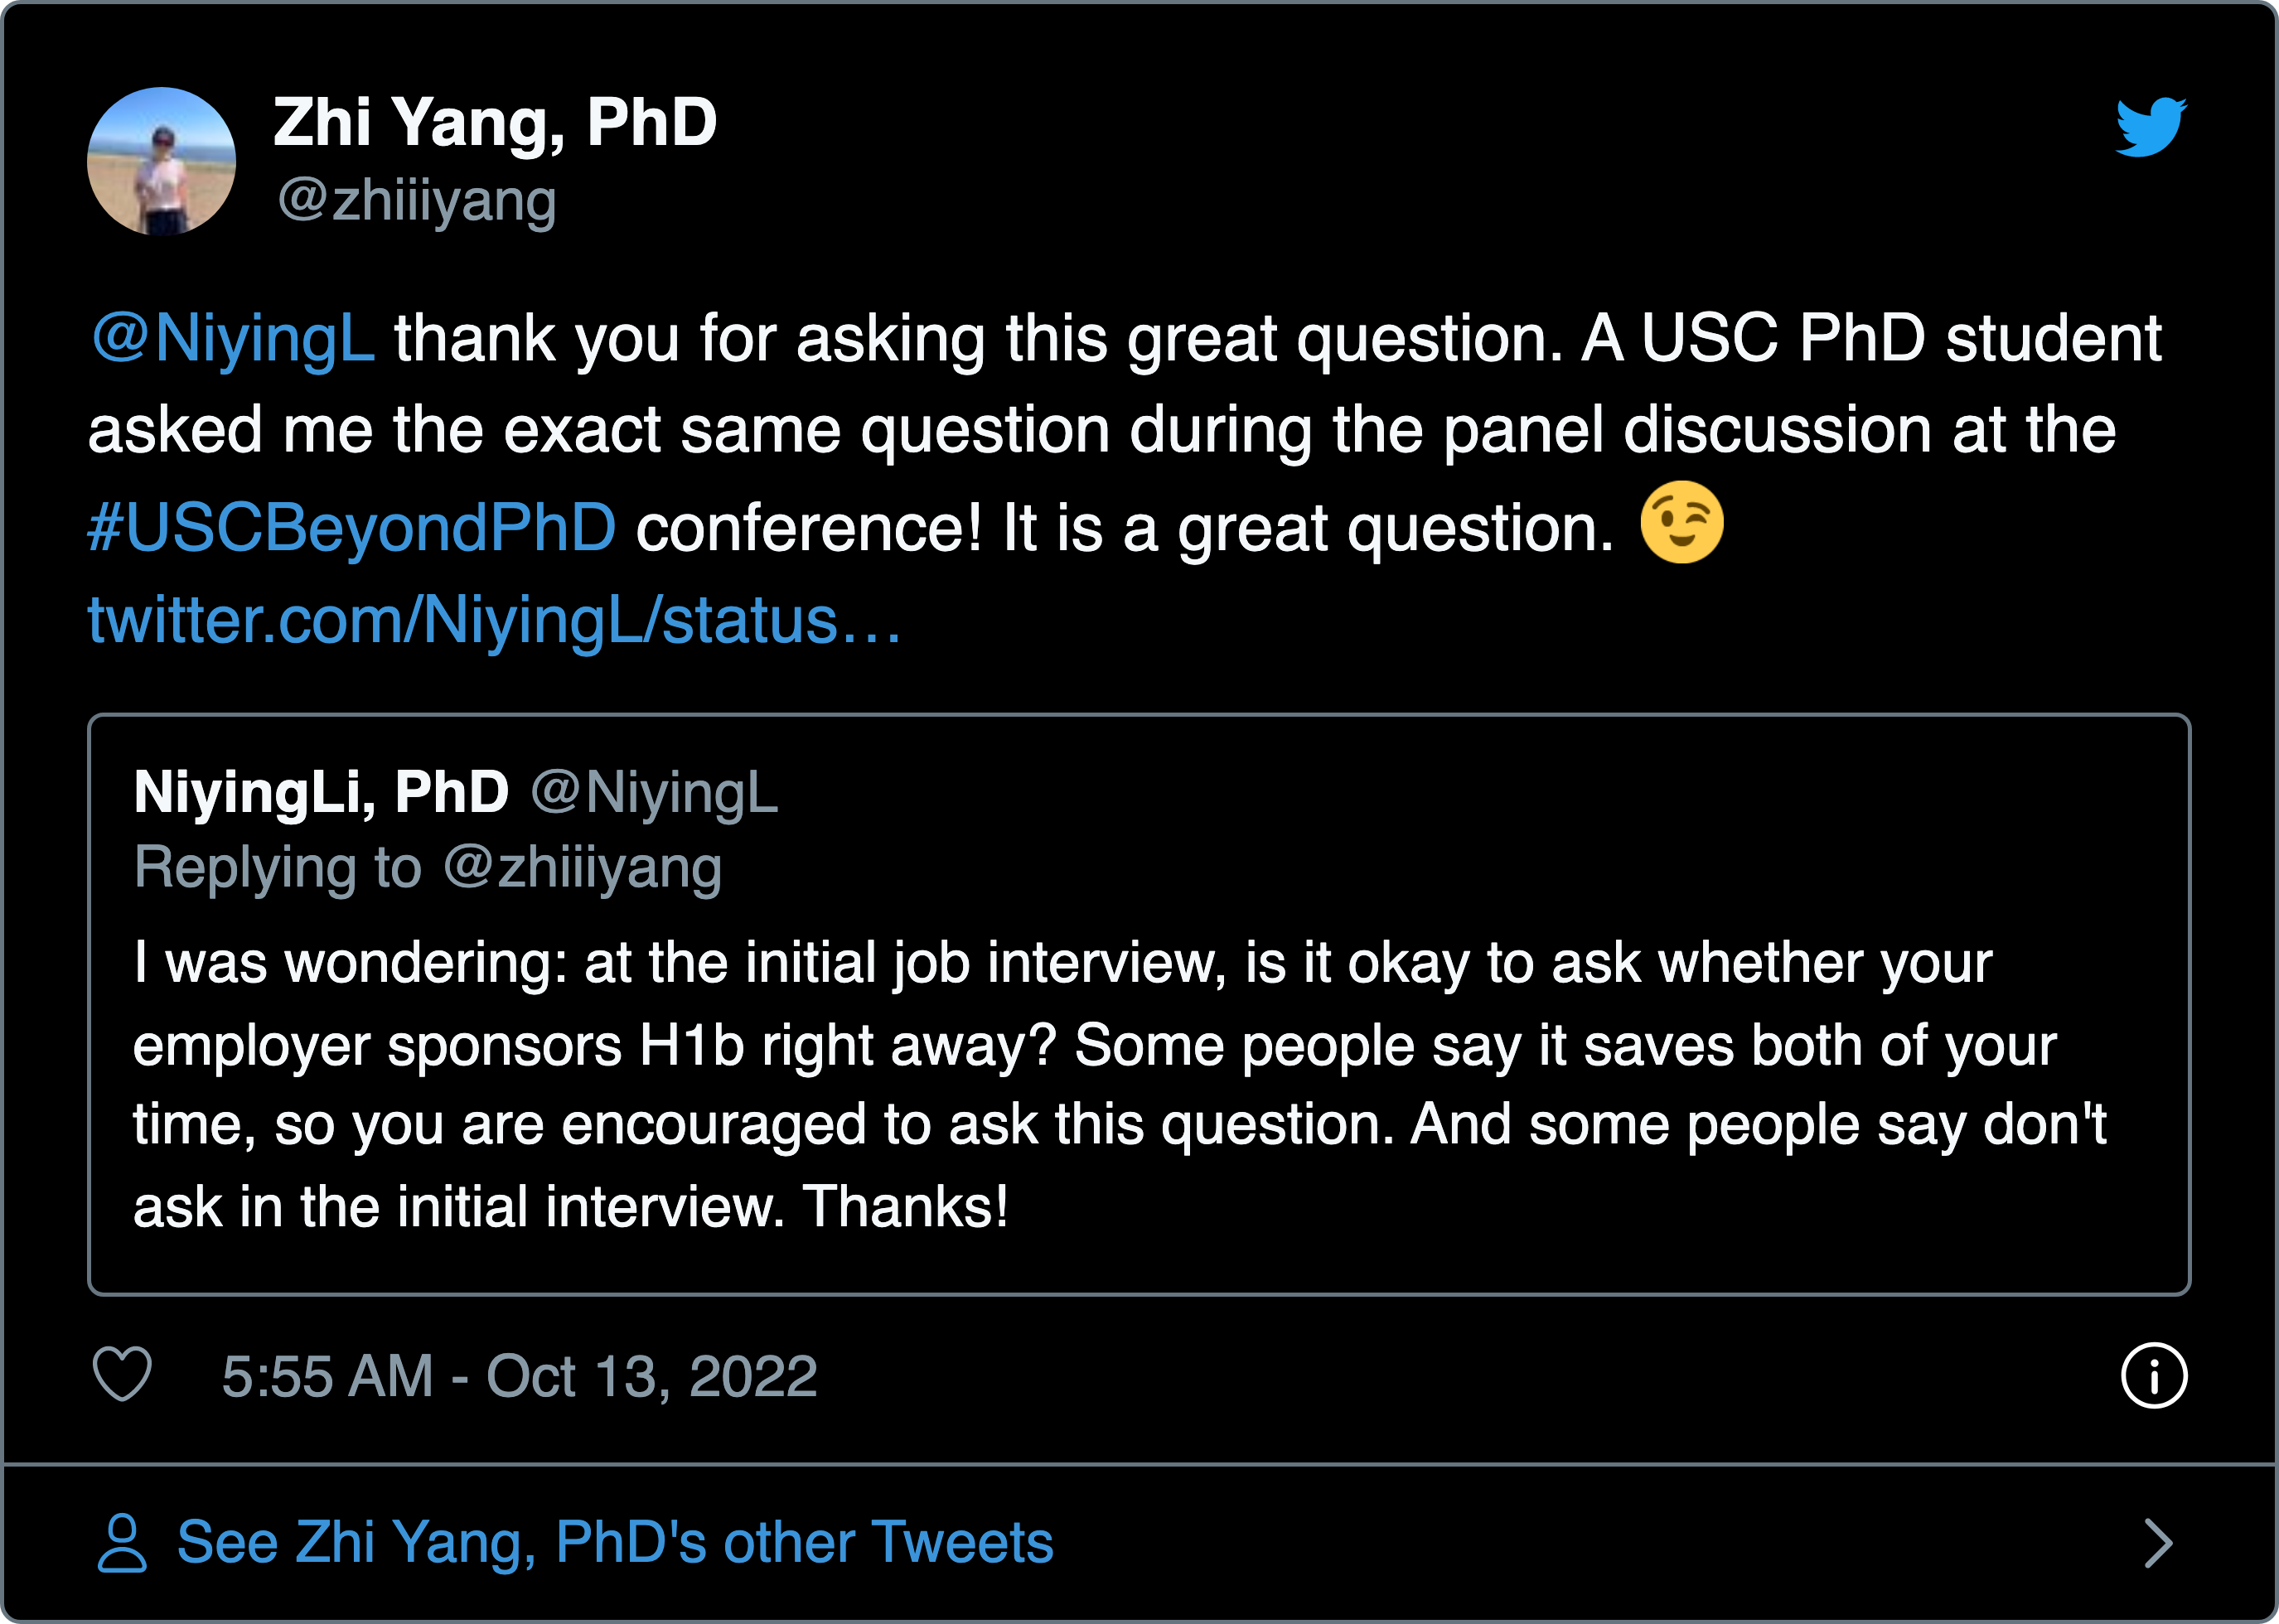 Zhi Yang, PhD
@zhiiiyang
@NiyingL thank you for asking this great question. A USC PhD student
asked me the exact same question during the panel discussion at the
#USCBeyondPhD conference! It is a great question. 😉
twitter.com/NiyingL/status…
NiyingLi, PhD @NiyingL
Replying to @zhiiiyang
I was wondering: at the initial job interview, is it okay to ask whether your
employer sponsors H1b right away? Some people say it saves both of your
time, so you are encouraged to ask this question. And some people say don't
ask in the initial interview. Thanks!
5:55 AM - Oct 13, 2022
See Zhi Yang, PhD's other Tweets